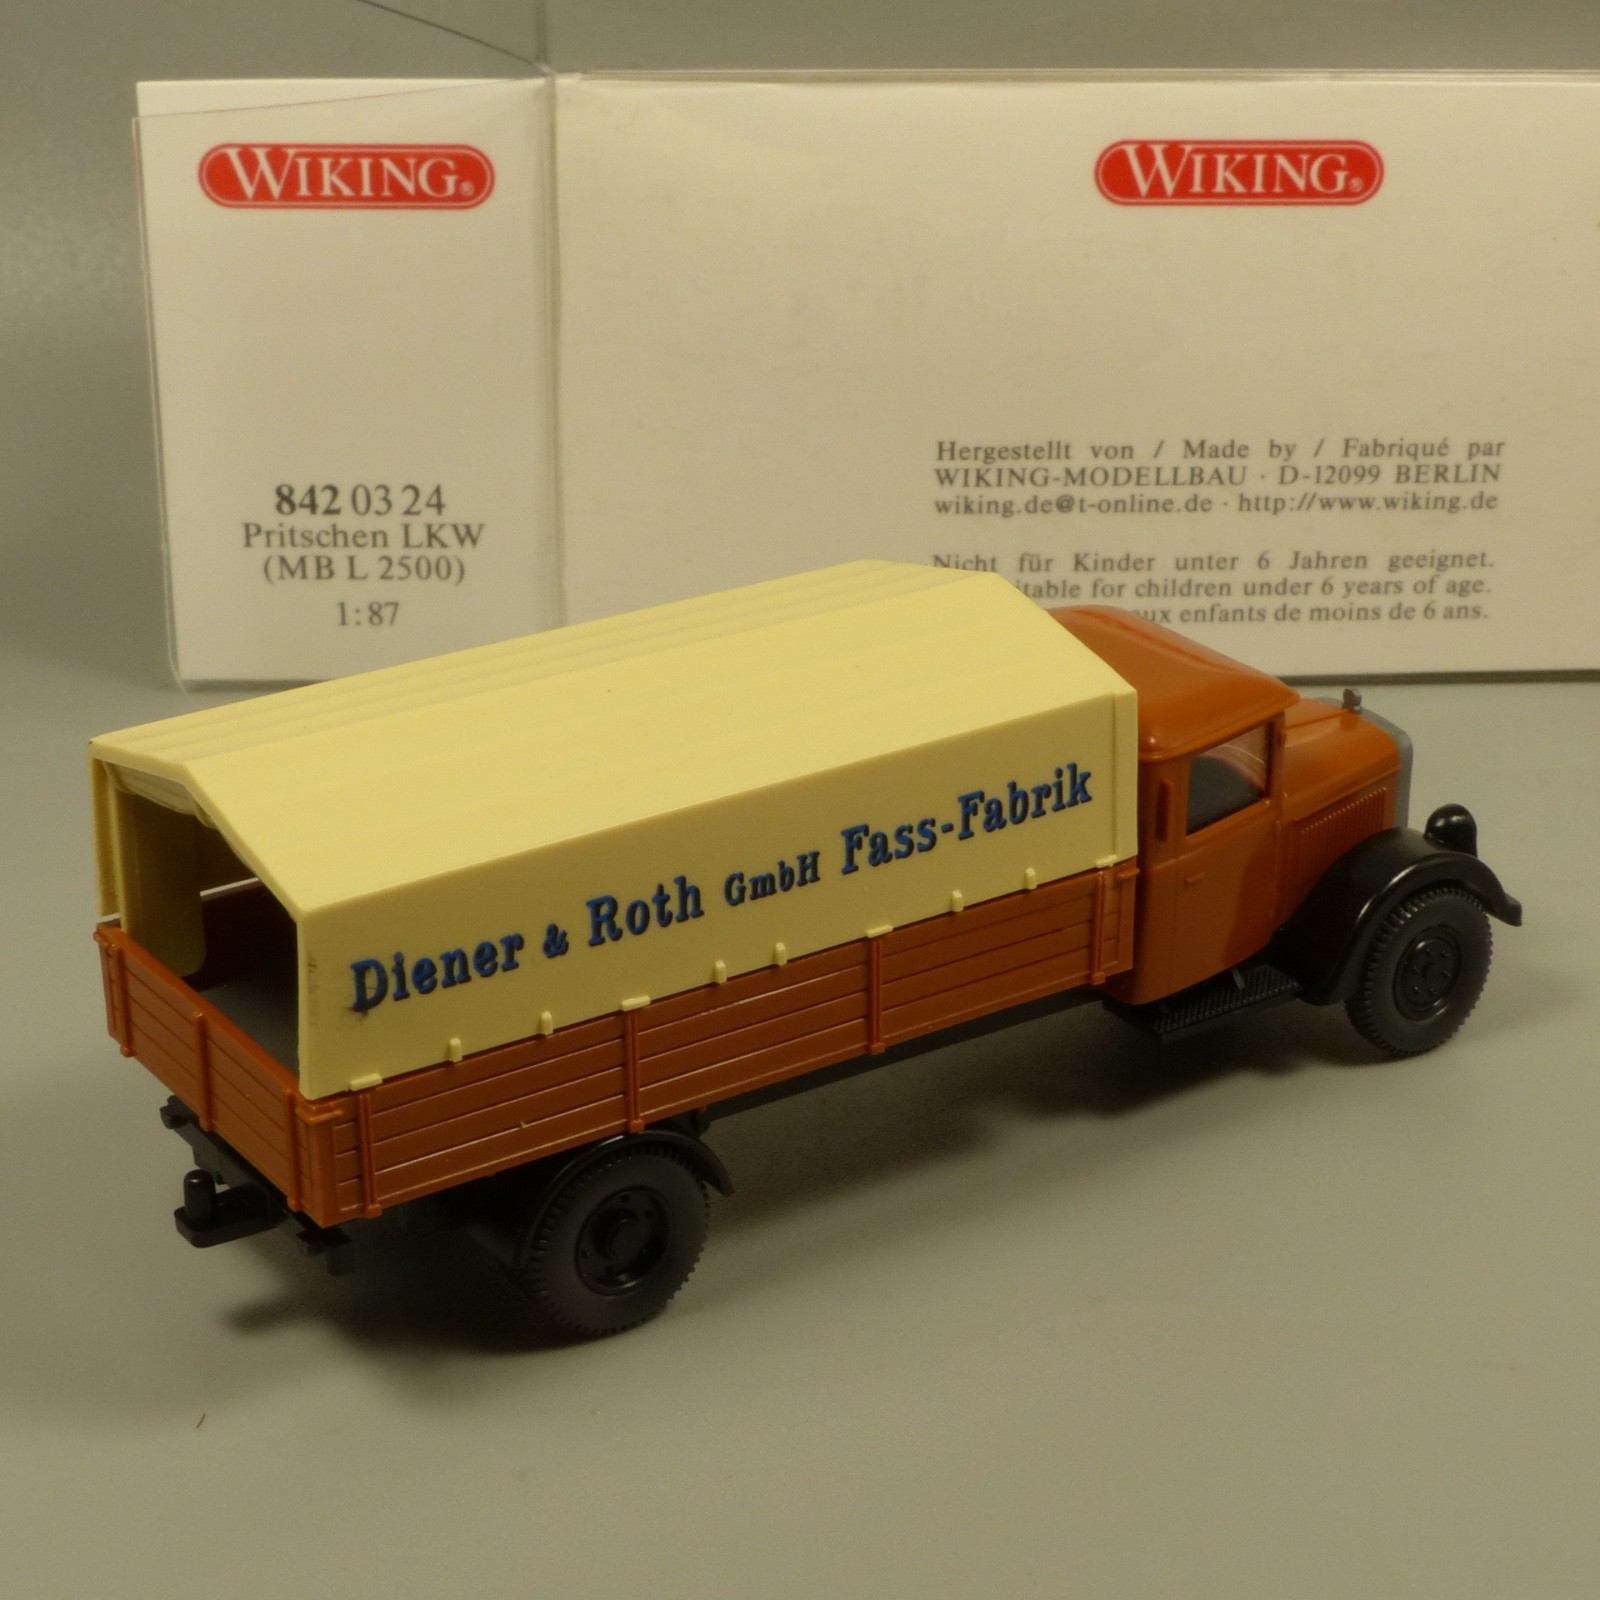 WIKING®
842 03 24
Pritschen LKW
(MB L 2500)
1:87
WIKING®
Hergestellt von / Made by / Fabriqué par
WIKING-MODELLBAU · D-12099 BERLIN
wiking.de@t-online.de · http://www.wiking.de
Nicht für Kinder unter 6 Jahren geeignet.
for children under 6 years of age.
enfants de moins de 6 ans.
Diener & Roth GmbH Fass-Fabrik